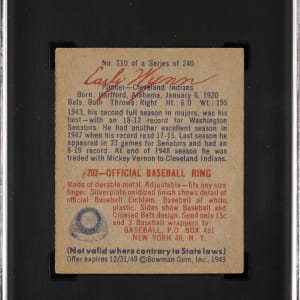 No. 110 of a Series of 240
Early Wynn
Pitcher—Cleveland Indians
Born: Hartford, Alabama, January 6, 1920
Bats: Both Throws: Right Ht.: 6:0 Wt.: 195
1943, his second full season in majors, was his
best—with an 18-12 record for Washington
Senators. He had another excellent season in
1947 when his record read 17-15. Last season
appeared in 33 games for Senators and had an
8-19 record. At end of 1948 season he was
traded with Mickey Vernon to Cleveland Indians.
#202—OFFICIAL BASEBALL RING
Made of durable metal. Adjustable—fits any size
finger. Silverplate oxidized finish shows detail
of official Baseball Emblem. Baseball of white
plastic. Sides show Baseball and
Crossed Bats design. Send only 15c
and 3 Baseball wrappers to
BASEBALL, P.O. BOX 491
NEW YORK 46, N. Y.
(Not valid where contrary to State laws)
Offer expires 12/31/49 ©Bowman Gum, Inc., 1949